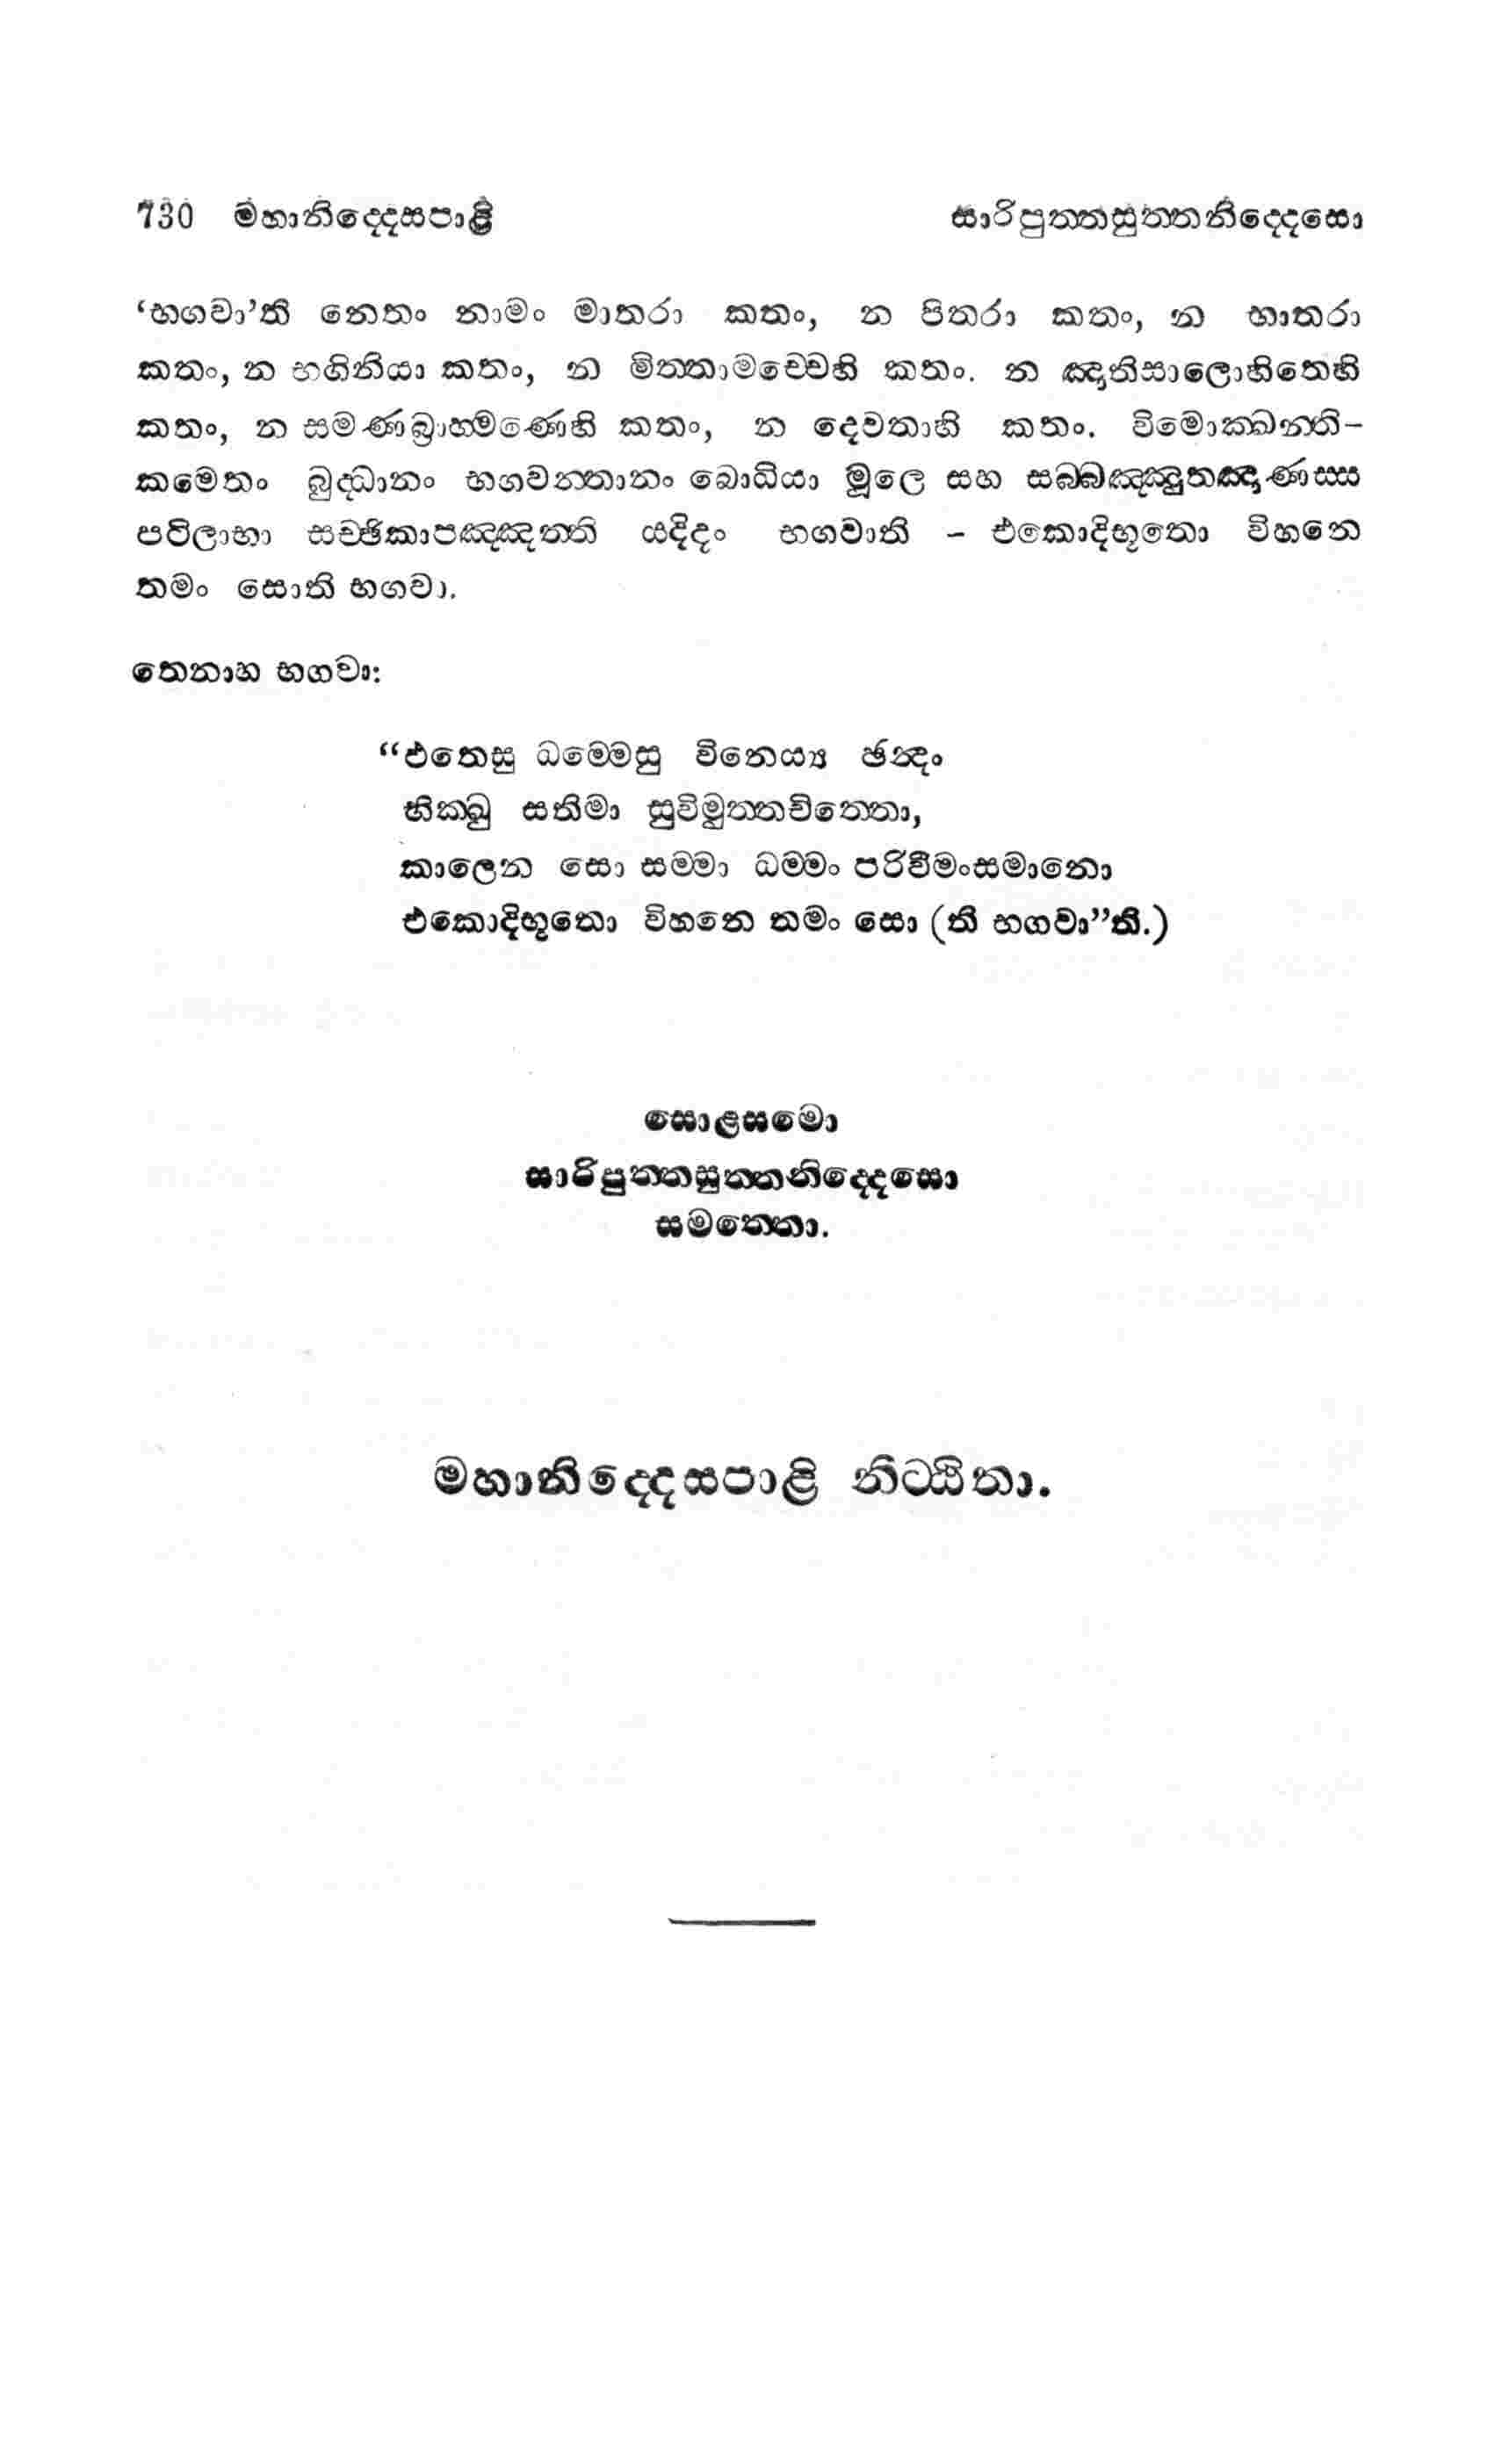 730 මහානිද්දෙසපාළි සාරිපුත්තසුත්තනිද්දෙසො
‘භගවා’ති නෙතං නාමං මාතරා කතං, න පිතරා කතං, න භාතරා
කතං, න භගිනියා කතං, න මිත්තාමච්චෙහි කතං. න ඤාතිසාලොහිතෙහි
කතං, න සමණබ්‍රාහ්මණෙහි කතං, න දෙවතාහි කතං. විමොක්ඛන්ති-
කමෙතං බුද්ධානං භගවන්තානං බොධියා මූලෙ සහ සබ්බඤ්ඤුතඤාණස්ස
පටිලාභා සච්ඡිකාපඤ්ඤත්ති යදිදං භගවාති - එකොදිභූතො විහනෙ
තමං සොති භගවා.
තෙනාහ භගවා:
“එතෙසු ධම්මෙසු විනෙය්‍ය ඡන්දං
භික්ඛු සතිමා සුවිමුත්තචිත්තො,
කාලෙන සො සම්මා ධම්මං පරිවීමංසමානො
එකොදිභූතො විහනෙ තමං සො (ති භගවා”ති.)
සොළසමො
සාරිපුත්තසුත්තනිද්දෙසො
සමත්තො.
මහානිද්දෙසපාළි නිට්ඨිතා.